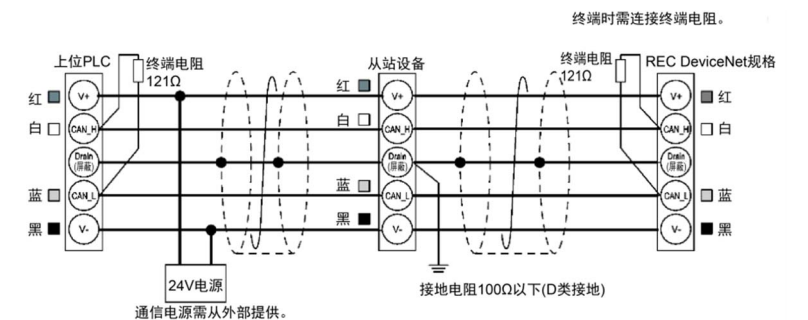 终端时需连接终端电阻。
上位PLC
终端电阻
121Ω
从站设备
终端电阻
121Ω
REC DeviceNet规格
红
V+
红
V+
V+
红
白
CAN_H
白
CAN_H
CAN_H
白
Drain
(屏蔽)
Drain
(屏蔽)
Drain
(屏蔽)
蓝
CAN_L
蓝
CAN_L
CAN_L
蓝
黑
V-
黑
V-
V-
黑
24V电源
通信电源需从外部提供。
接地电阻100Ω以下(D类接地)